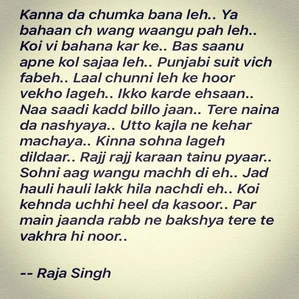 Kanna da chumka bana leh.. Ya
bahaan ch wang waangu pah leh..
Koi vi bahana kar ke.. Bas saanu
apne kol sajaa leh.. Punjabi suit vich
fabeh.. Laal chunni leh ke hoor
vekho lageh.. Ikko karde ehsaan..
Naa saadi kadd billo jaan.. Tere naina
da nashyaya.. Utto kajla ne kehar
machaya.. Kinna sohna lageh
dildaar.. Rajj rajj karaan tainu pyaar..
Sohni aag wangu machh di eh.. Jad
hauli hauli lakk hila nachdi eh.. Koi
kehnda uchhi heel da kasoor.. Par
main jaanda rabb ne bakshya tere te
vakhra hi noor..
-- Raja Singh